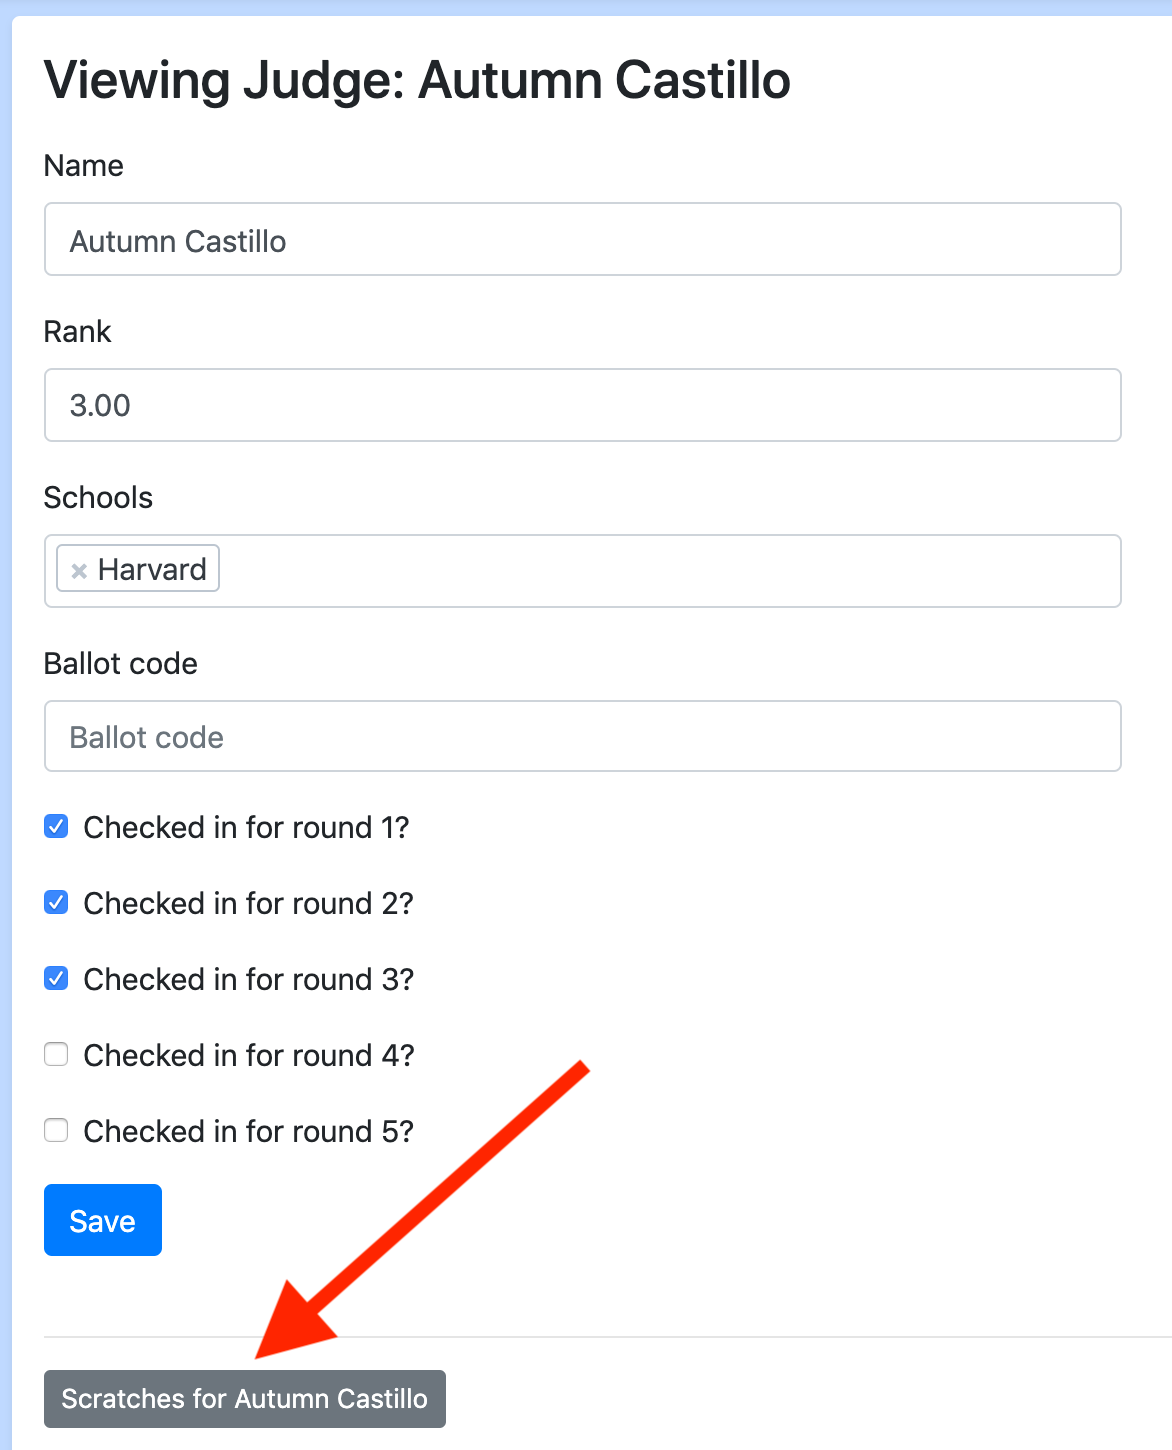 Viewing Judge: Autumn Castillo
Name
Autumn Castillo
Rank
3.00
Schools
× Harvard
Ballot code
Ballot code
Checked in for round 1?
Checked in for round 2?
Checked in for round 3?
Checked in for round 4?
Checked in for round 5?
Save
Scratches for Autumn Castillo